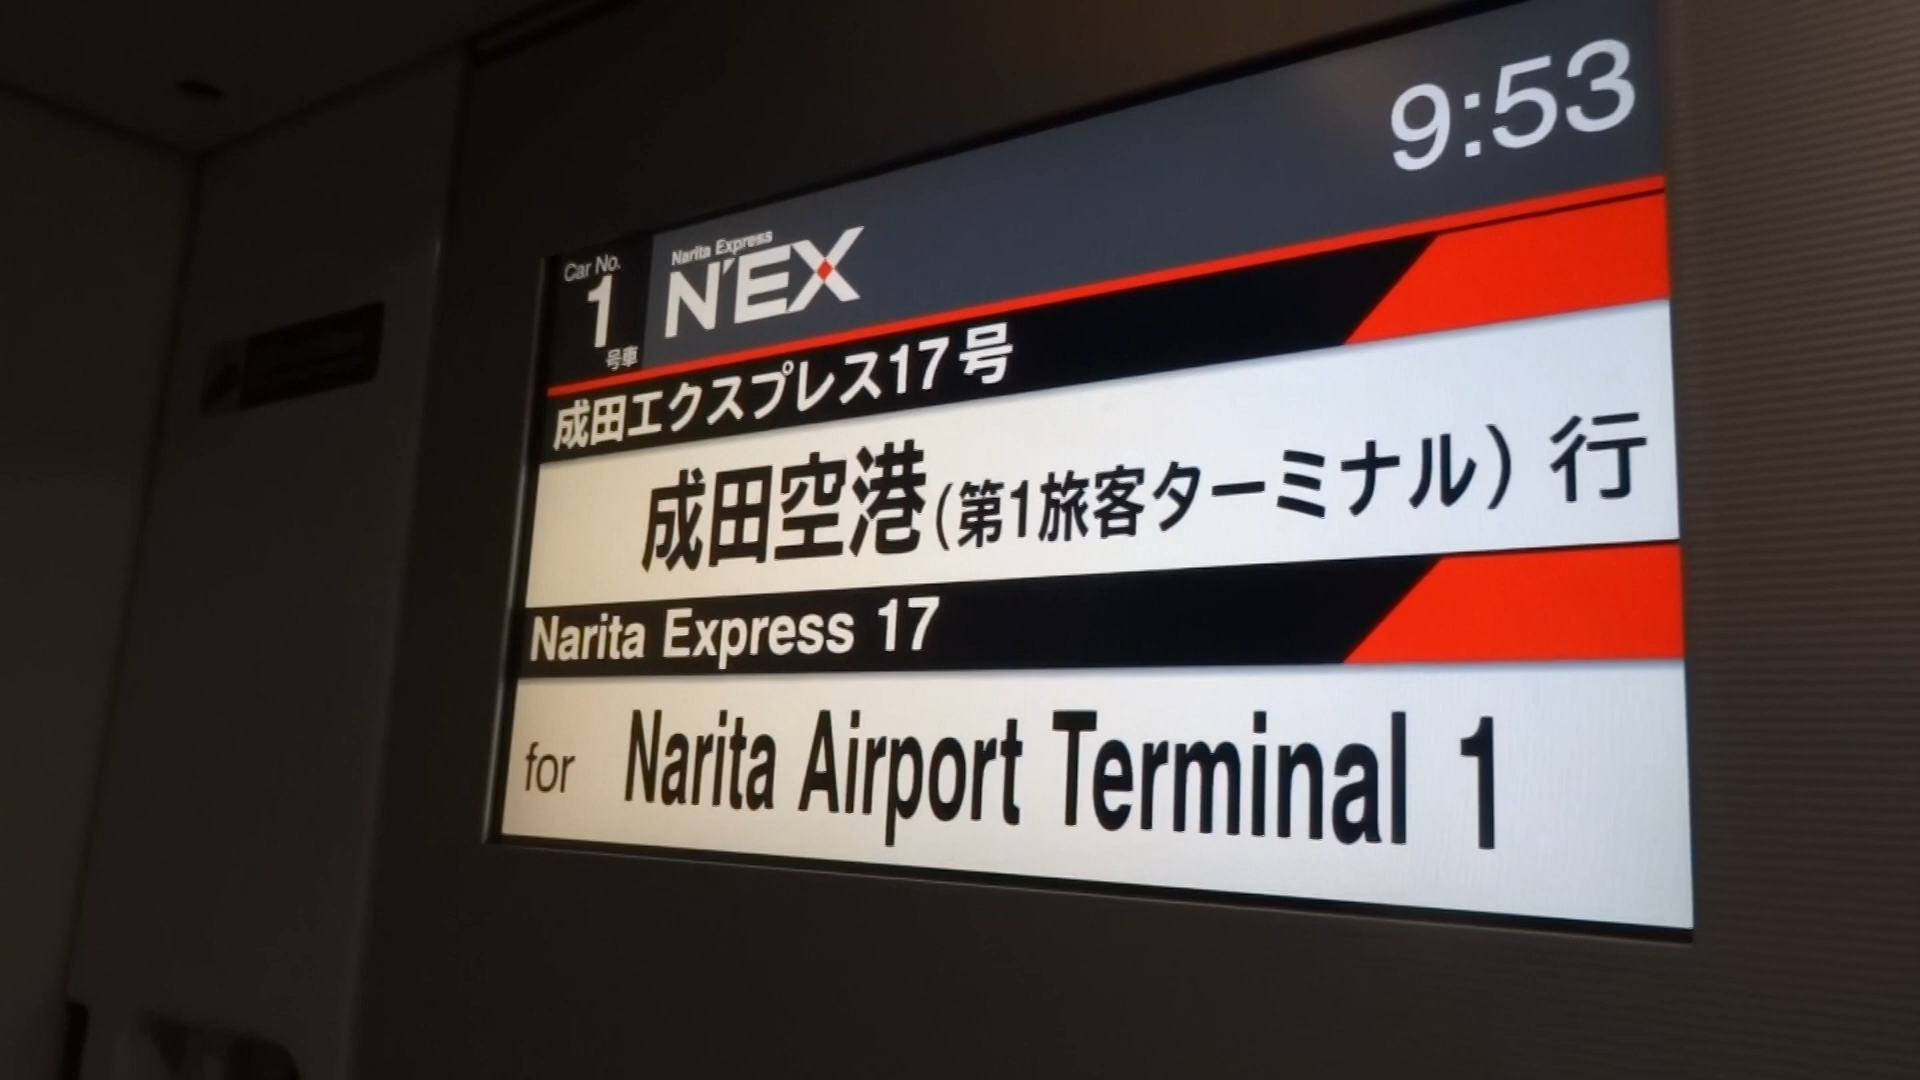 9:53
Car No.
1
号車
Narita Express
N'EX
成田エクスプレス17号
成田空港(第1旅客ターミナル) 行
Narita Express 17
for Narita Airport Terminal 1